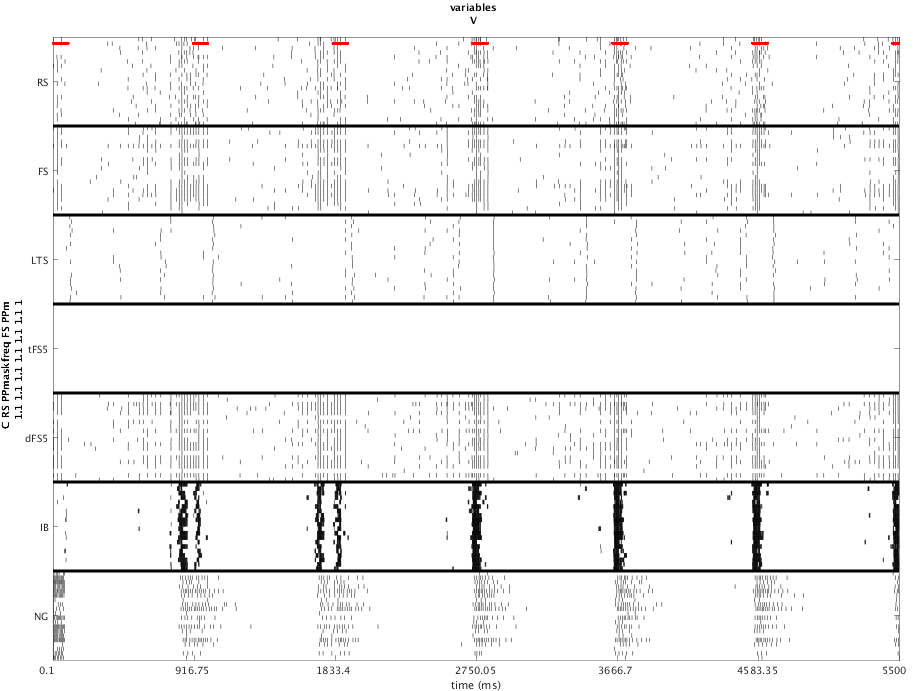 variables
V
RS
FS
LTS
tFS5
dFS5
IB
NG
C RS PPmaskfreq FS PPm
1.1 1.1 1.1 1.1 1.1 1.1 1
0.1 916.75 1833.4 2750.05 3666.7 4583.35 5500
time (ms)